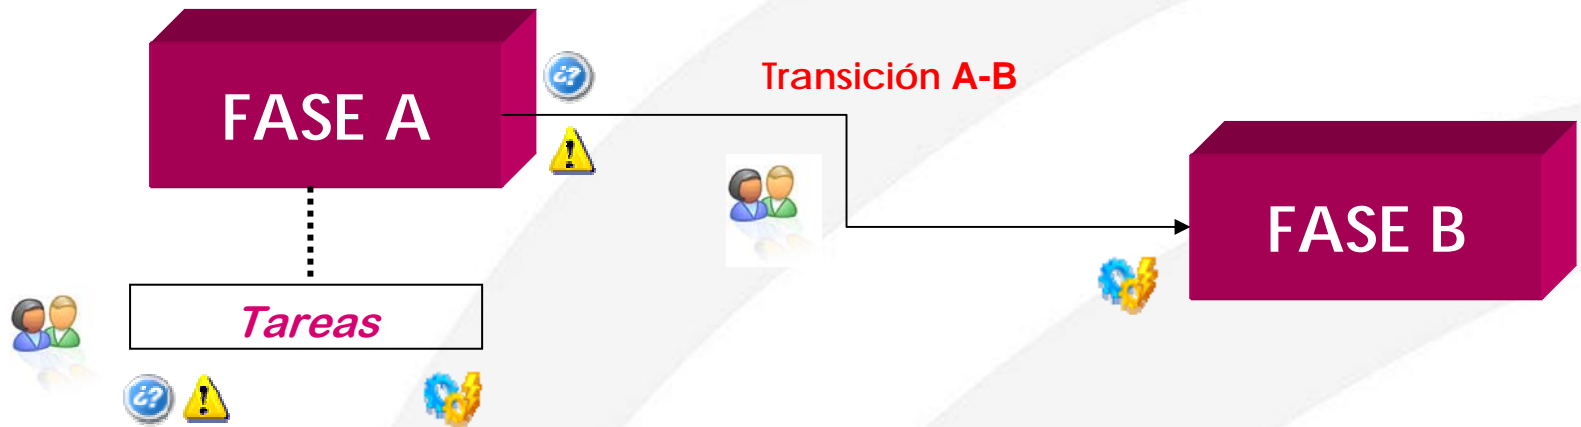 FASE A
¿?
Transición A-B
!
FASE B
Tareas
¿?
!